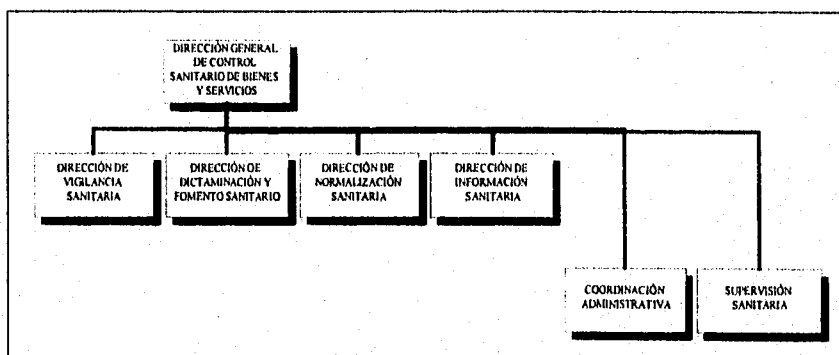 DIRECCIÓN GENERAL
DE CONTROL
SANITARIO DE BIENES
Y SERVICIOS
DIRECCIÓN DE
VIGILANCIA
SANITARIA
DIRECCIÓN DE
DICTAMINACIÓN Y
FOMENTO SANITARIO
DIRECCIÓN DE
NORMALIZACIÓN
SANITARIA
DIRECCIÓN DE
INFORMACIÓN
SANITARIA
COORDINACIÓN
ADMINISTRATIVA
SUPERVISIÓN
SANITARIA